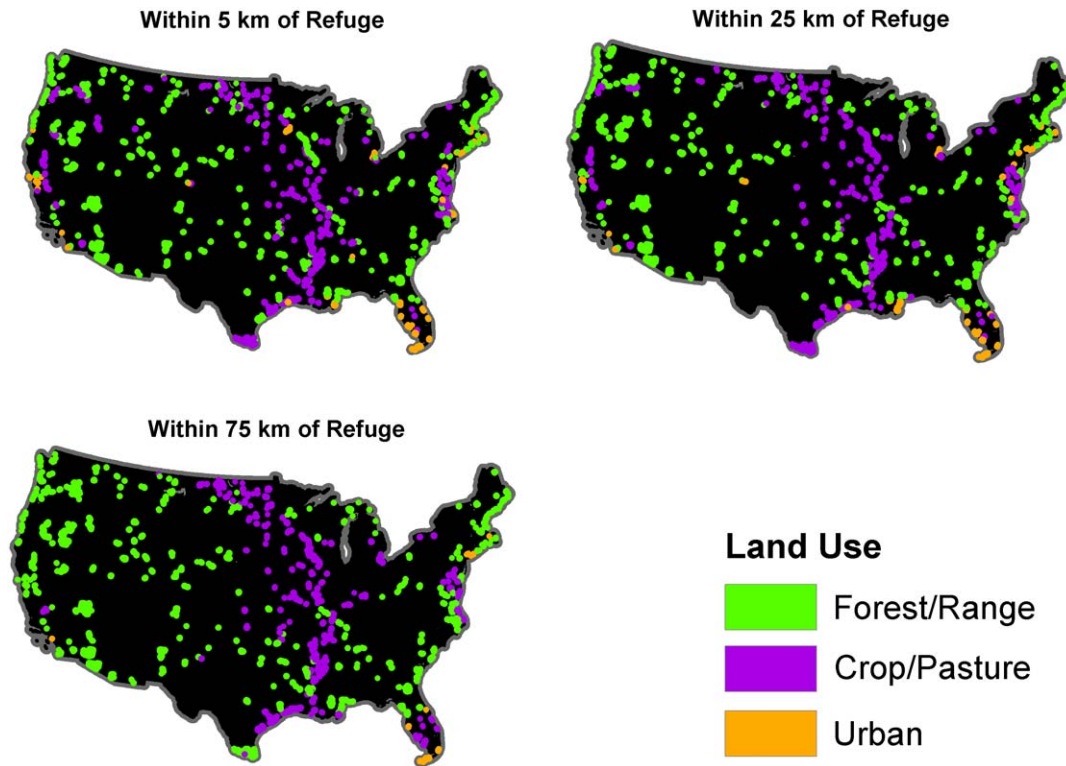 Within 5 km of Refuge
Within 25 km of Refuge
Within 75 km of Refuge
Land Use
Forest/Range
Crop/Pasture
Urban